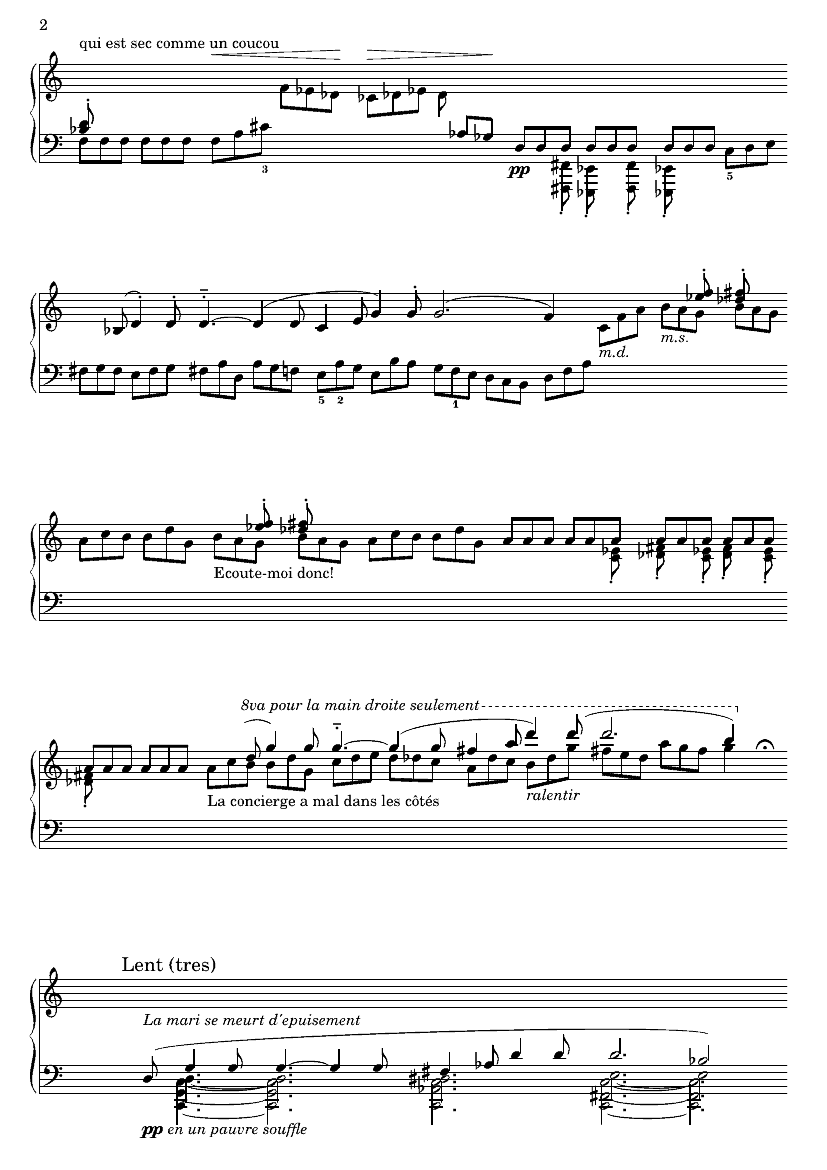 2
qui est sec comme un coucou
3
pp
5
m.d.
m.s.
5 2
1
Ecoute-moi donc!
8va pour la main droite seulement
La concierge a mal dans les côtés
ralentir
Lent (tres)
La mari se meurt d'epuisement
pp en un pauvre souffle